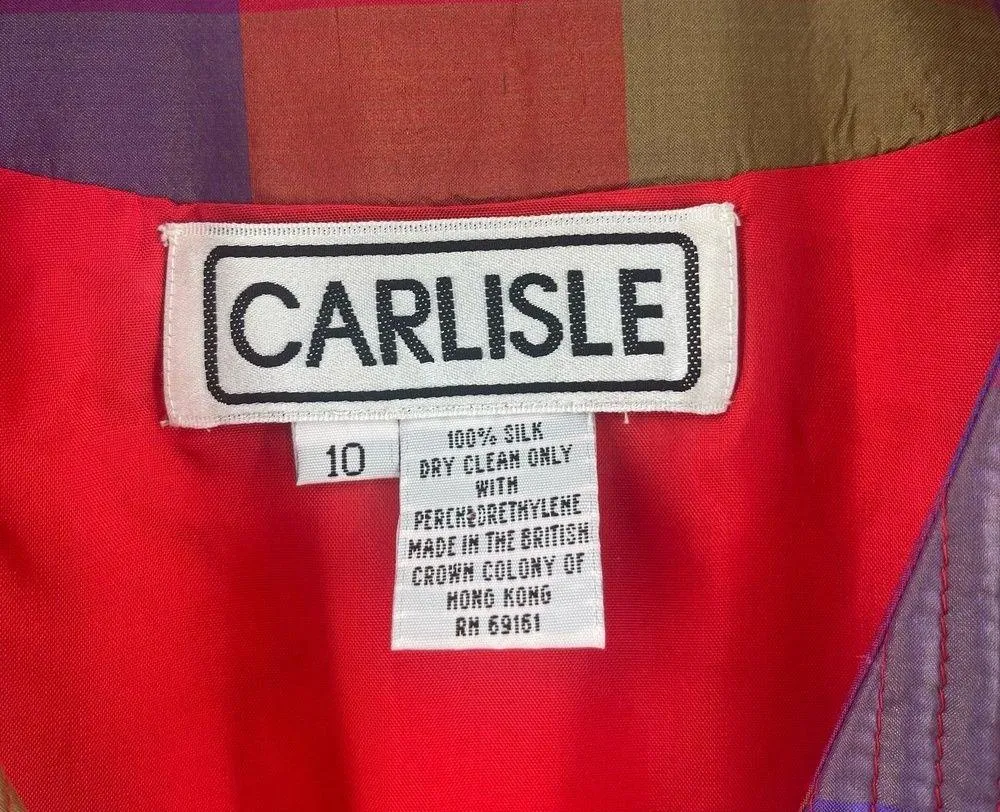 CARLISLE
10
100% SILK
DRY CLEAN ONLY
WITH
PERCHLORETHYLENE
MADE IN THE BRITISH
CROWN COLONY OF
HONG KONG
RN 69161